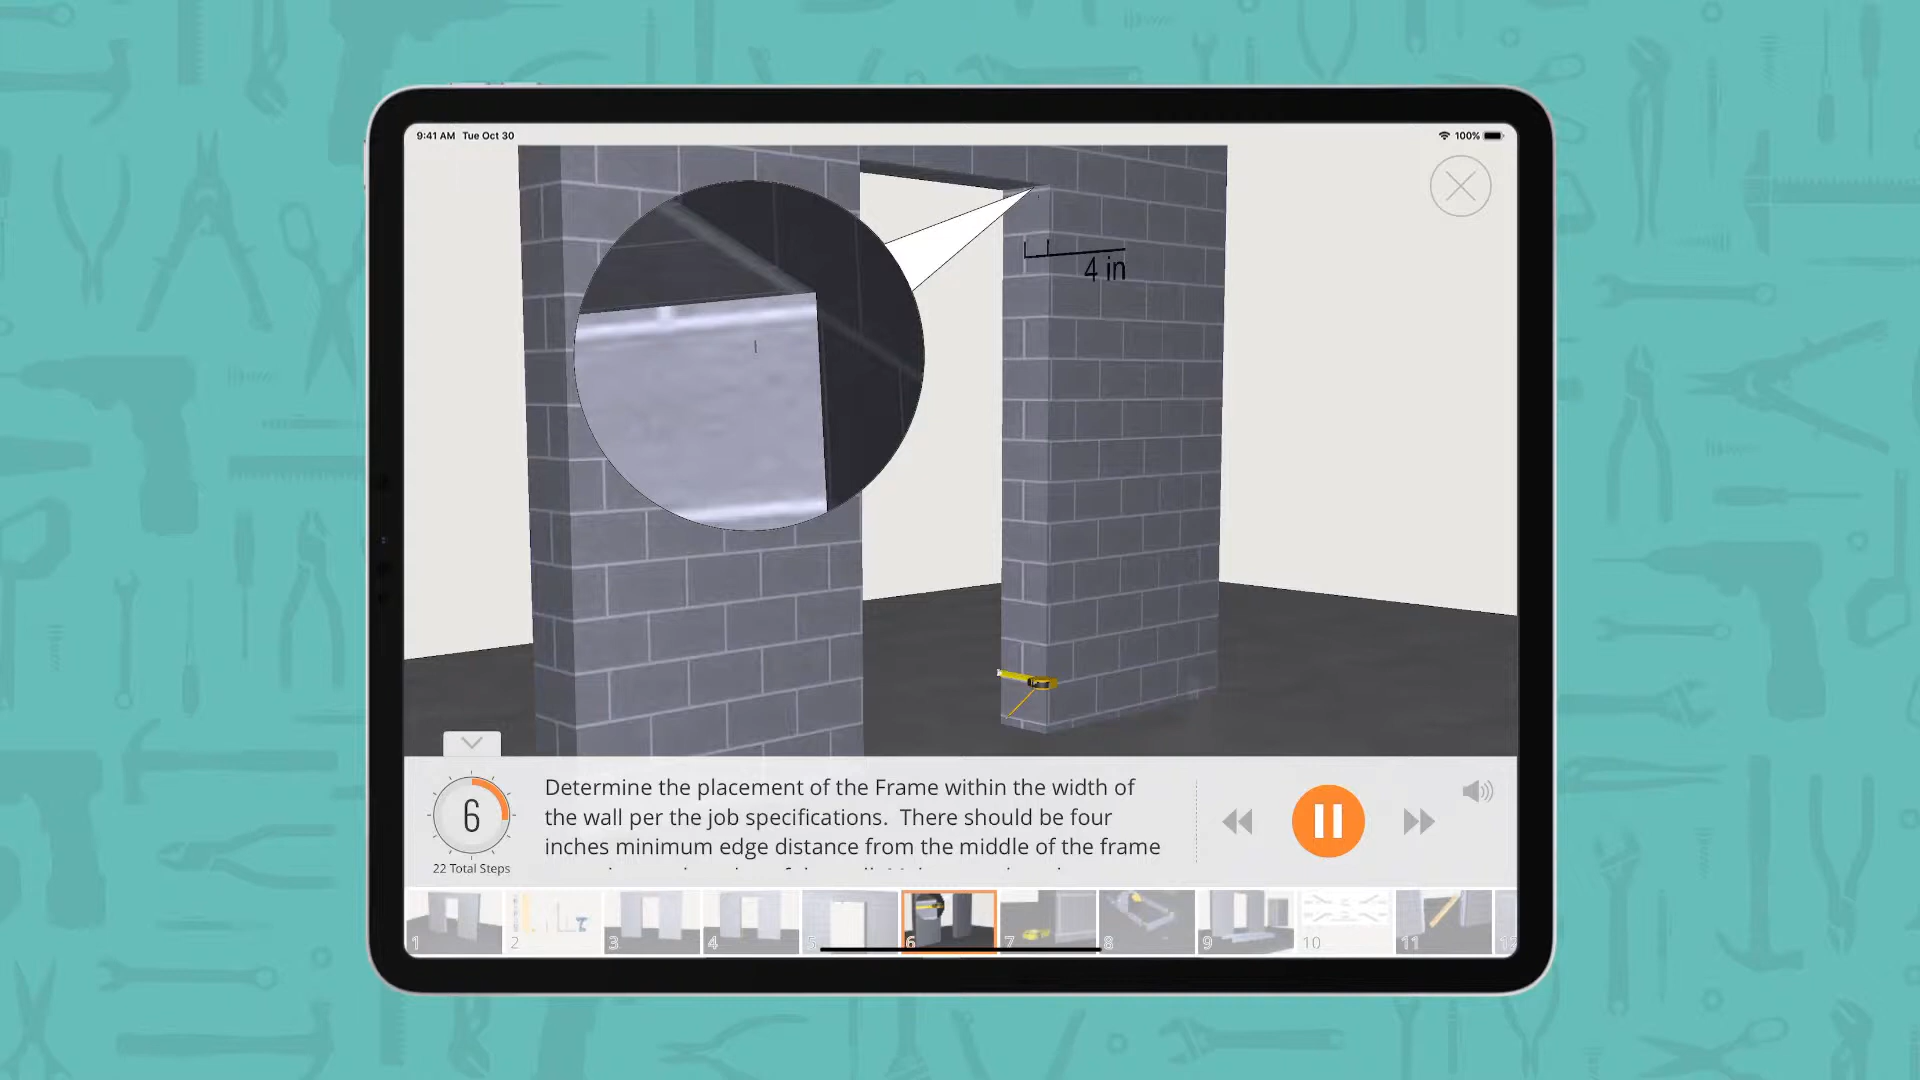 9:41 AM Tue Oct 30
100%
4 in
6
22 Total Steps
Determine the placement of the Frame within the width of
the wall per the job specifications. There should be four
inches minimum edge distance from the middle of the frame
1
2
3
4
5
6
7
8
9
10
11